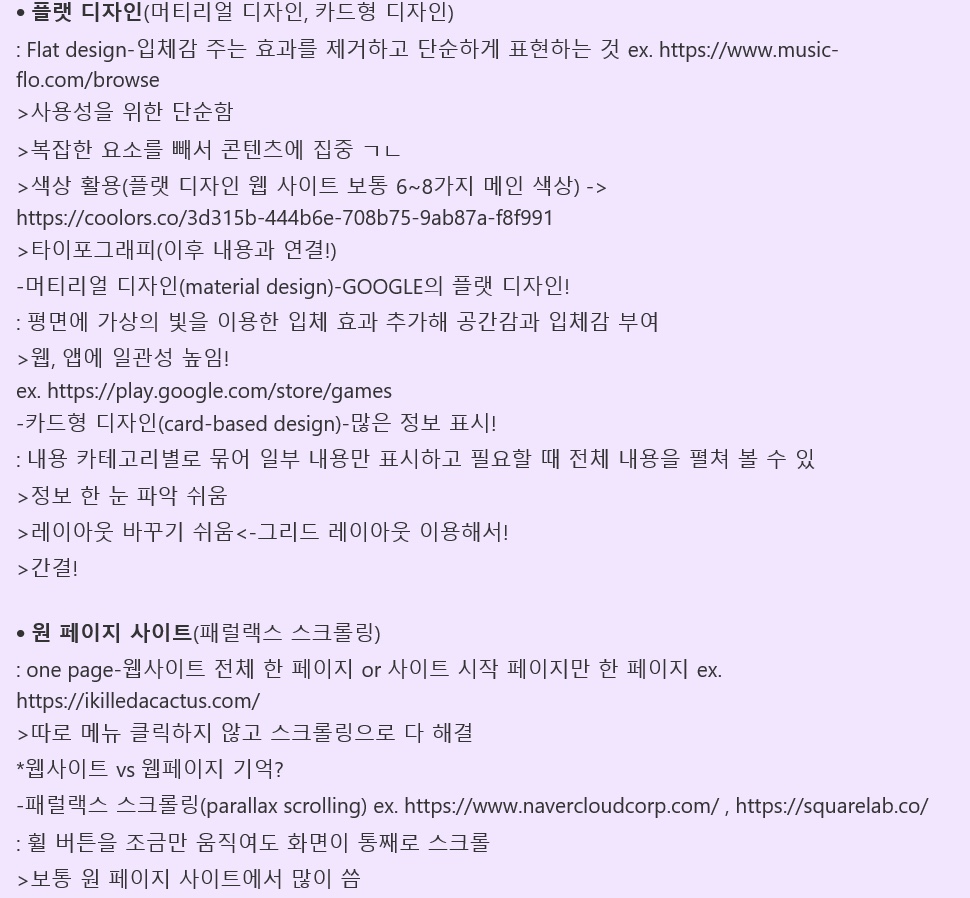 • 플랫 디자인(머티리얼 디자인, 카드형 디자인)
: Flat design-입체감 주는 효과를 제거하고 단순하게 표현하는 것 ex. https://www.music-
flo.com/browse
>사용성을 위한 단순함
>복잡한 요소를 빼서 콘텐츠에 집중 ㄱㄴ
>색상 활용(플랫 디자인 웹 사이트 보통 6~8가지 메인 색상) ->
https://coolors.co/3d315b-444b6e-708b75-9ab87a-f8f991
>타이포그래피(이후 내용과 연결!)
-머티리얼 디자인(material design)-GOOGLE의 플랫 디자인!
: 평면에 가상의 빛을 이용한 입체 효과 추가해 공간감과 입체감 부여
>웹, 앱에 일관성 높임!
ex. https://play.google.com/store/games
-카드형 디자인(card-based design)-많은 정보 표시!
: 내용 카테고리별로 묶어 일부 내용만 표시하고 필요할 때 전체 내용을 펼쳐 볼 수 있
>정보 한 눈 파악 쉬움
>레이아웃 바꾸기 쉬움<-그리드 레이아웃 이용해서!
>간결!
• 원 페이지 사이트(패럴랙스 스크롤링)
: one page-웹사이트 전체 한 페이지 or 사이트 시작 페이지만 한 페이지 ex.
https://ikilledacactus.com/
>따로 메뉴 클릭하지 않고 스크롤링으로 다 해결
*웹사이트 vs 웹페이지 기억?
-패럴랙스 스크롤링(parallax scrolling) ex. https://www.navercloudcorp.com/ , https://squarelab.co/
: 휠 버튼을 조금만 움직여도 화면이 통째로 스크롤
>보통 원 페이지 사이트에서 많이 씀